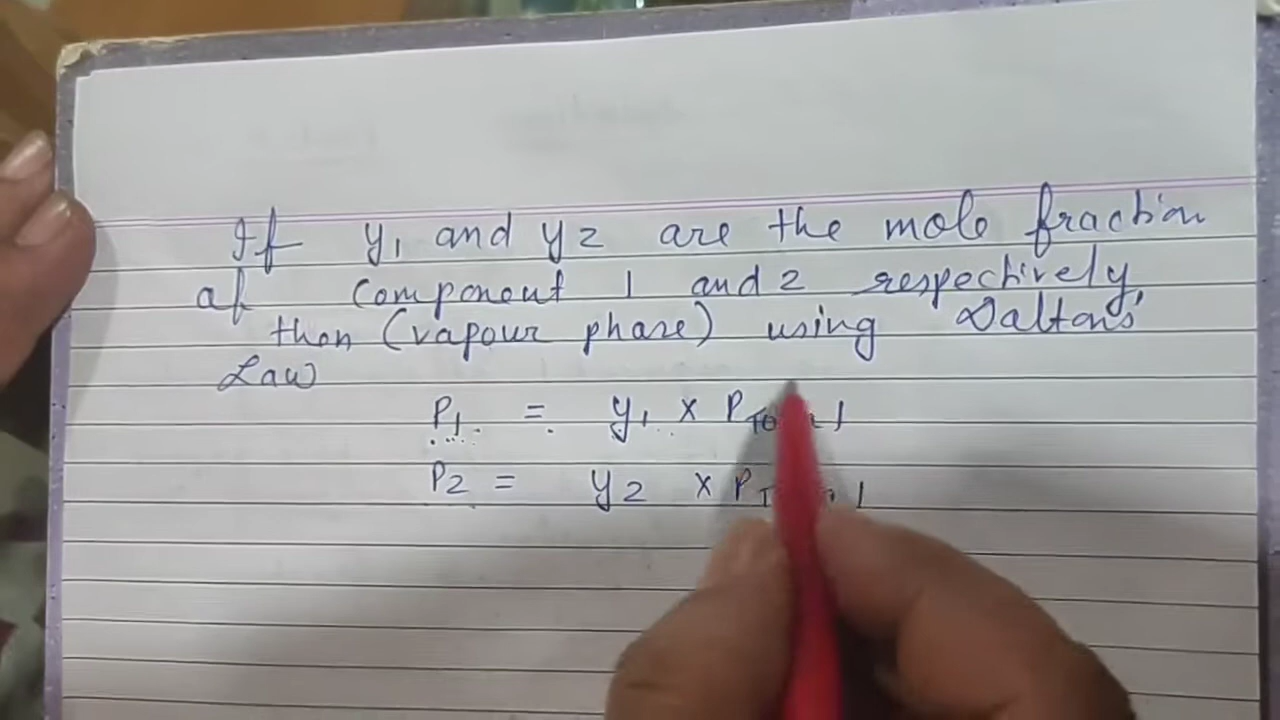 If y1 and y2 are the mole fraction
of component 1 and 2 respectively,
then (vapour phase) using Dalton's
Law
P1 = y1 x P
P2 = y2 x P